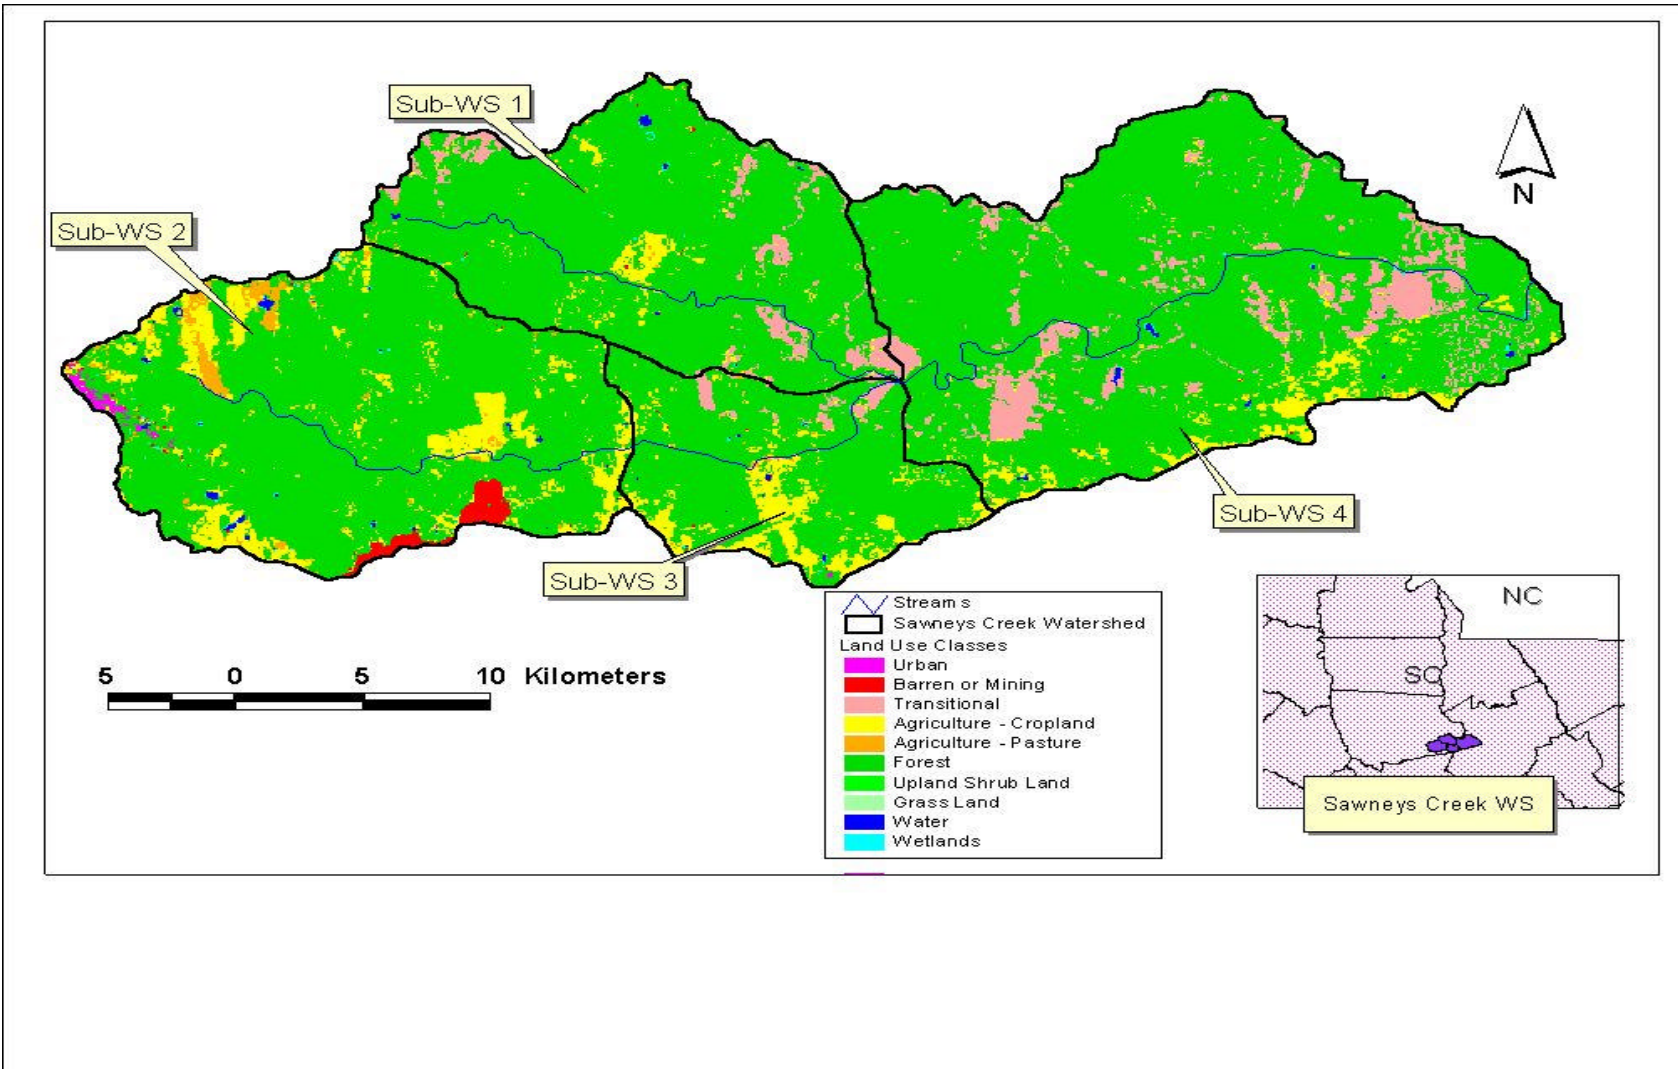 Sub-WS 1
Sub-WS 2
N
Sub-WS 4
Sub-WS 3
Streams
Sawneys Creek Watershed
Land Use Classes
Urban
Barren or Mining
Transitional
Agriculture - Cropland
Agriculture - Pasture
Forest
Upland Shrub Land
Grass Land
Water
Wetlands
5 0 5 10 Kilometers
NC
SC
Sawneys Creek WS